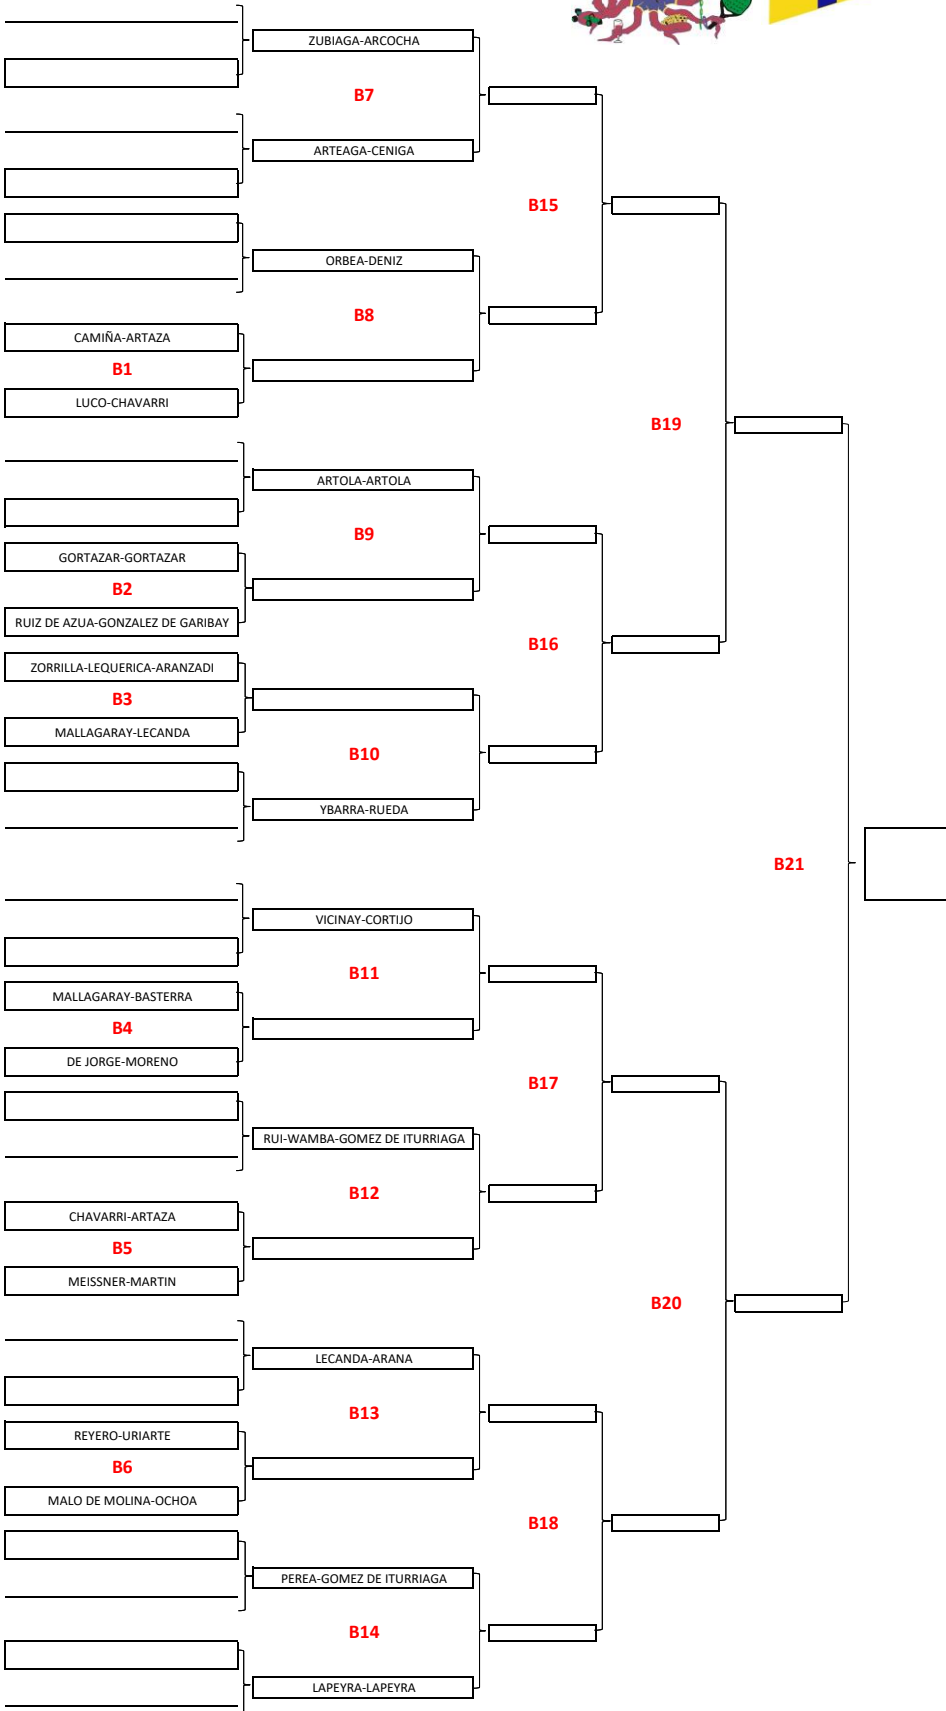 ZUBIAGA-ARCOCHA
B7
ARTEAGA-CENIGA
B15
ORBEA-DENIZ
B8
CAMIÑA-ARTAZA
B1
LUCO-CHAVARRI
B19
ARTOLA-ARTOLA
B9
GORTAZAR-GORTAZAR
B2
RUIZ DE AZUA-GONZALEZ DE GARIBAY
B16
ZORRILLA-LEQUERICA-ARANZADI
B3
MALLAGARAY-LECANDA
B10
YBARRA-RUEDA
B21
VICINAY-CORTIJO
B11
MALLAGARAY-BASTERRA
B4
DE JORGE-MORENO
B17
RUI-WAMBA-GOMEZ DE ITURRIAGA
B12
CHAVARRI-ARTAZA
B5
MEISSNER-MARTIN
B20
LECANDA-ARANA
B13
REYERO-URIARTE
B6
MALO DE MOLINA-OCHOA
B18
PEREA-GOMEZ DE ITURRIAGA
B14
LAPEYRA-LAPEYRA